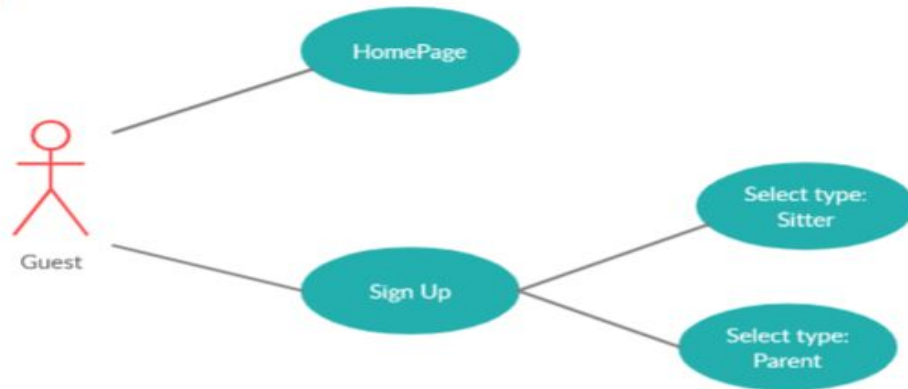 HomePage
Guest
Sign Up
Select type:
Sitter
Select type:
Parent